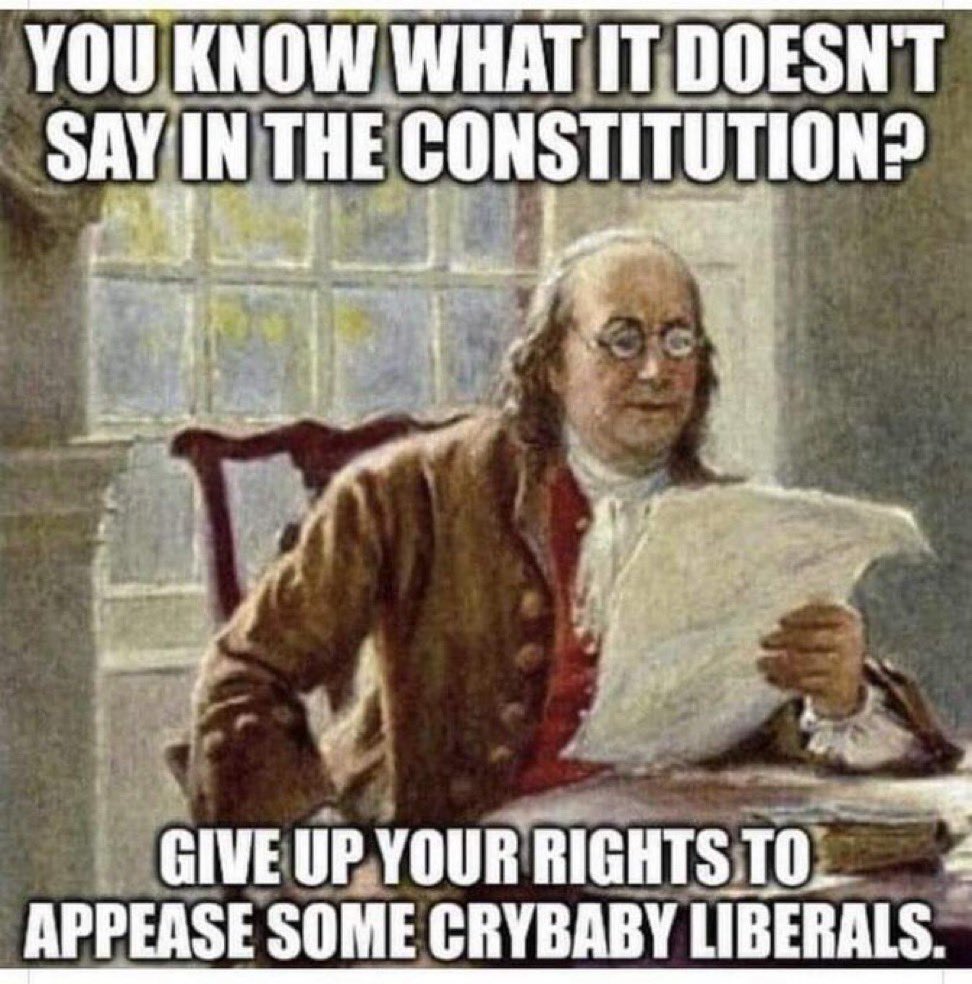 YOU KNOW WHAT IT DOESN'T
SAY IN THE CONSTITUTION?
GIVE UP YOUR RIGHTS TO
APPEASE SOME CRYBABY LIBERALS.